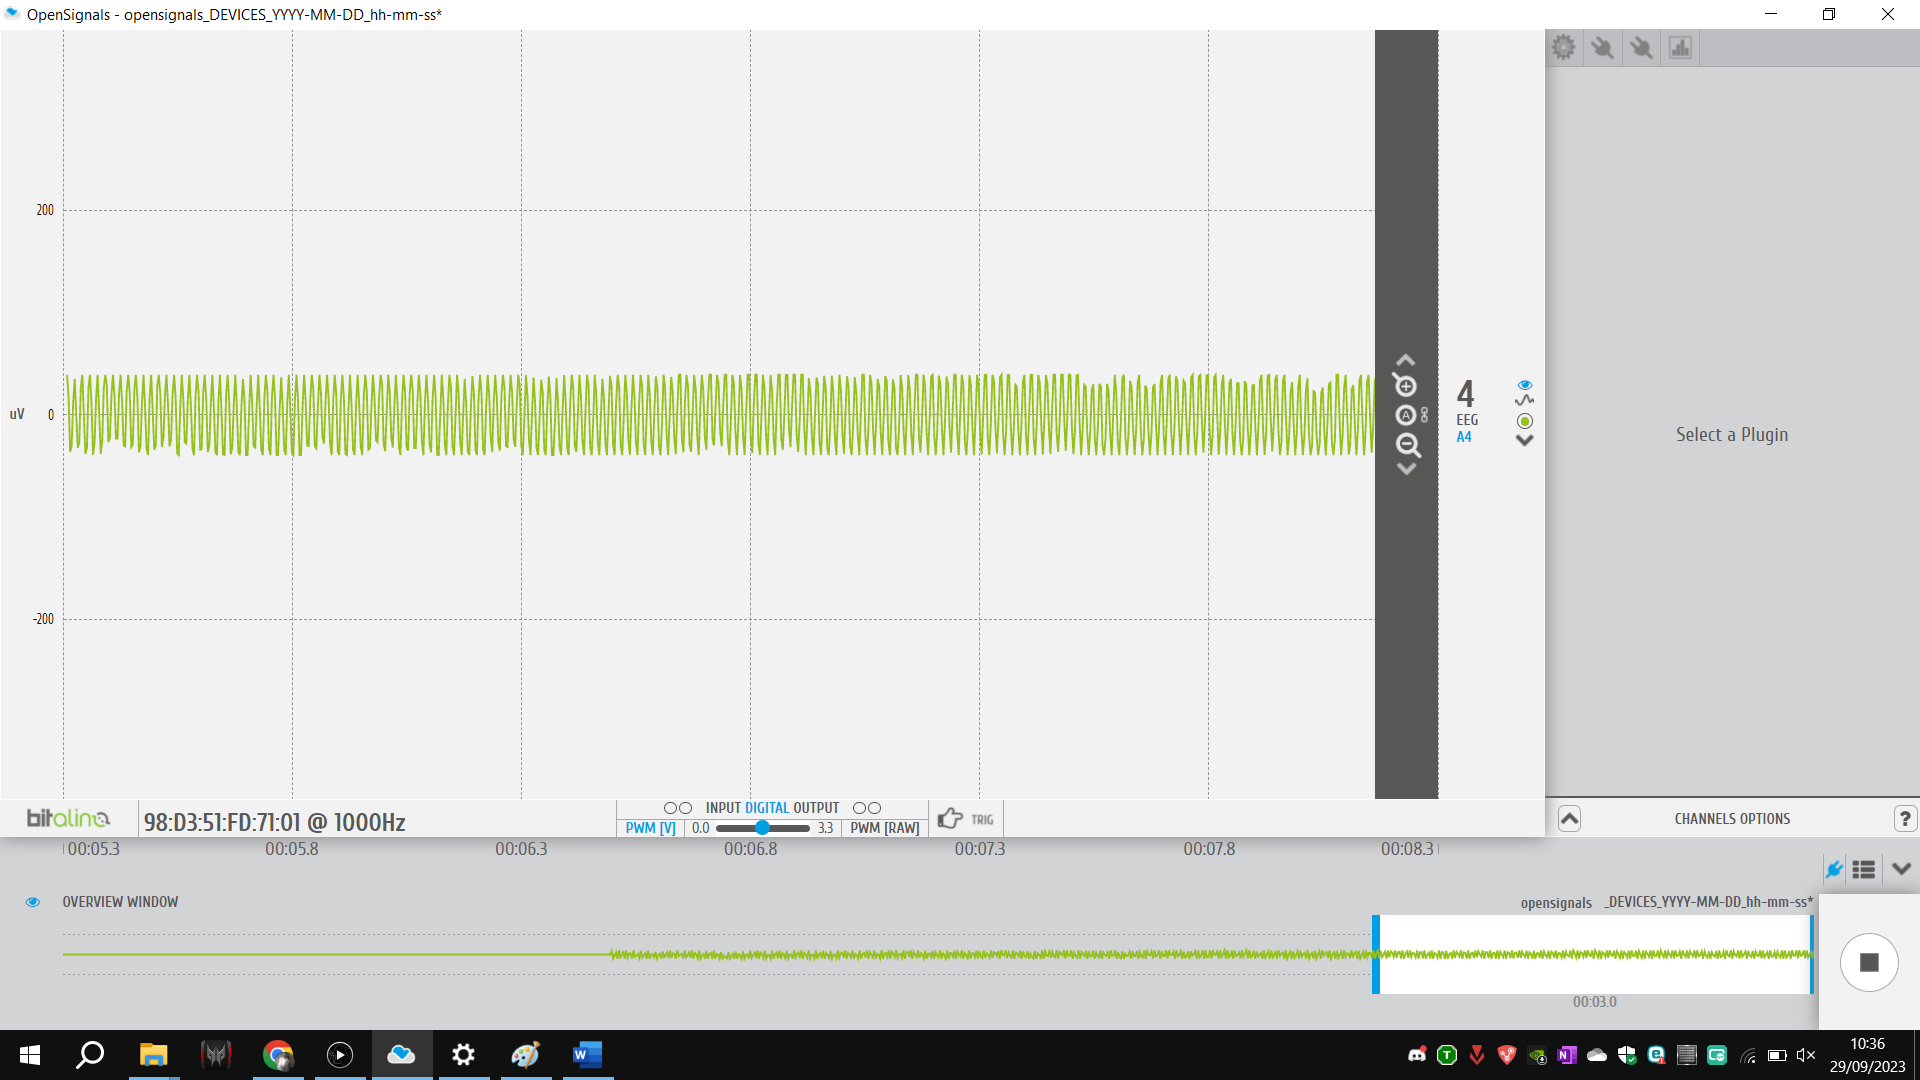 OpenSignals - opensignals_DEVICES_YYYY-MM-DD_hh-mm-ss*
200
uV 0
-200
A
4
EEG
A4
Select a Plugin
bitalino
98:D3:51:FD:71:01 @ 1000Hz
INPUT DIGITAL OUTPUT
PWM [V] 0.0 3.3 PWM [RAW]
TRIG
CHANNELS OPTIONS
?
00:05.3 00:05.8 00:06.3 00:06.8 00:07.3 00:07.8 00:08.3
OVERVIEW WINDOW
opensignals _DEVICES_YYYY-MM-DD_hh-mm-ss*
00:03.0
W
T
N
10:36
29/09/2023